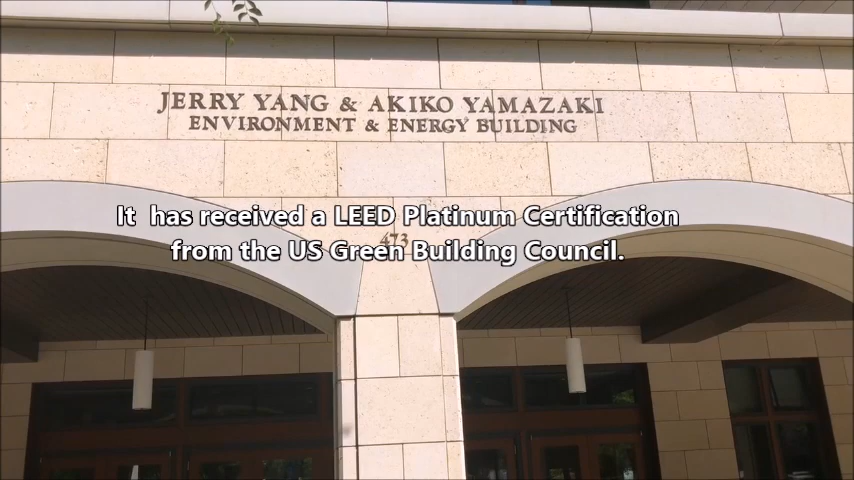 JERRY YANG & AKIKO YAMAZAKI
ENVIRONMENT & ENERGY BUILDING
It has received a LEED Platinum Certification
473
from the US Green Building Council.